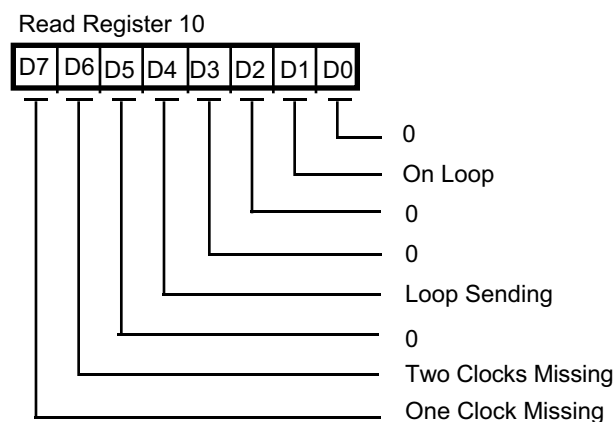 Read Register 10
D7 D6 D5 D4 D3 D2 D1 D0
0
On Loop
0
0
Loop Sending
0
Two Clocks Missing
One Clock Missing